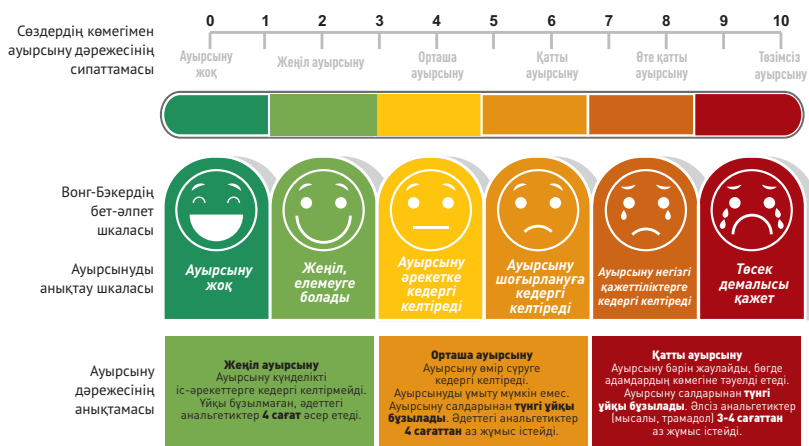 Сөздердің көмегімен
ауырсыну дәрежесінің
сипаттамасы
0 1 2 3 4 5 6 7 8 9 10
Ауырсыну
жоқ
Жеңіл ауырсыну
Орташа
ауырсыну
Қатты
ауырсыну
Өте қатты
ауырсыну
Төзімсіз
ауырсыну
Вонг-Бэкердің
бет-әлпет
шкаласы
Ауырсынуды
анықтау шкаласы
Ауырсыну
жоқ
Жеңіл,
елемеуге
болады
Ауырсыну
әрекетке
кедергі
келтіреді
Ауырсыну
шоғырлануға
кедергі
келтіреді
Ауырсыну негізгі
қажеттіліктерге
кедергі келтіреді
Төсек
демалысы
қажет
Ауырсыну
дәрежесінің
анықтамасы
Жеңіл ауырсыну
Ауырсыну күнделікті
іс-әрекеттерге кедергі келтірмейді.
Ұйқы бұзылмаған, әдеттегі
анальгетиктер 4 сағат әсер етеді.
Орташа ауырсыну
Ауырсыну өмір сүруге
кедергі келтіреді.
Ауырсынуды ұмыту мүмкін емес.
Ауырсыну салдарынан түнгі ұйқы
бұзылады. Әдеттегі анальгетиктер
4 сағаттан аз жұмыс істейді.
Қатты ауырсыну
Ауырсыну бәрін жаулайды, бөгде
адамдардың көмегіне тәуелді етеді.
Ауырсыну салдарынан түнгі
ұйқы бұзылады. Әлсіз анальгетиктер
(мысалы, трамадол) 3-4 сағаттан
аз жұмыс істейді.